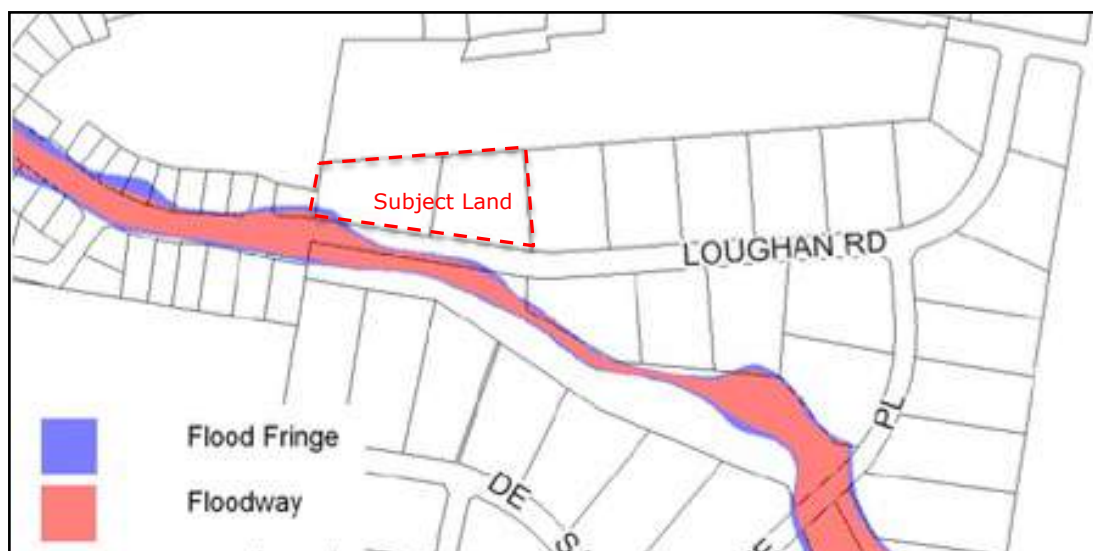 Subject Land
LOUGHAN RD
Flood Fringe
PL
Floodway
DE
S